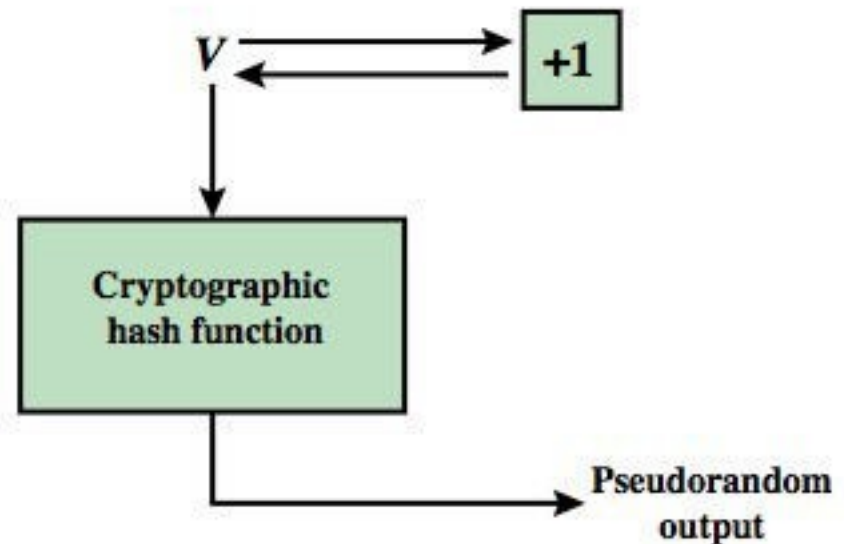 V
+1
Cryptographic
hash function
Pseudorandom
output